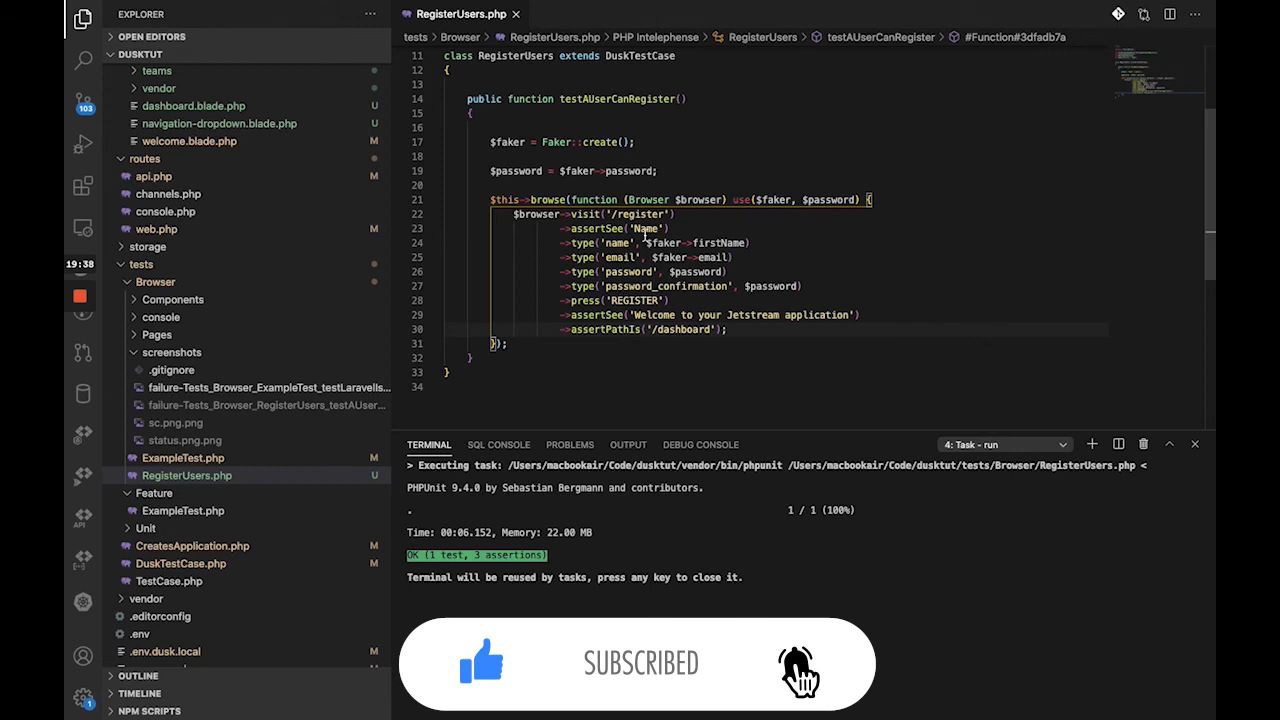 EXPLORER
OPEN EDITORS
DUSKTUT
teams
vendor
dashboard.blade.php U
navigation-dropdown.blade.php U
welcome.blade.php M
routes
api.php M
channels.php
console.php
web.php M
storage
tests
Browser
Components
console
Pages
screenshots
.gitignore
failure-Tests_Browser_ExampleTest_testLaravelIs...
failure-Tests_Browser_RegisterUsers_testAUser...
sc.png.png
status.png.png
ExampleTest.php M
RegisterUsers.php U
Feature
ExampleTest.php
Unit
CreatesApplication.php M
DuskTestCase.php M
TestCase.php
vendor
.editorconfig
.env
.env.dusk.local M
OUTLINE
TIMELINE
NPM SCRIPTS
103
19:38
API
1
RegisterUsers.php
tests > Browser > RegisterUsers.php > PHP Intelephense > RegisterUsers > testAUserCanRegister > #Function#3dfadb7a
11 class RegisterUsers extends DuskTestCase
12 {
13
14 public function testAUserCanRegister()
15 {
16
17 $faker = Faker::create();
18
19 $password = $faker->password;
20
21 $this->browse(function (Browser $browser) use($faker, $password) {
22 $browser->visit('/register')
23 ->assertSee('Name')
24 ->type('name', $faker->firstName)
25 ->type('email', $faker->email)
26 ->type('password', $password)
27 ->type('password_confirmation', $password)
28 ->press('REGISTER')
29 ->assertSee('Welcome to your Jetstream application')
30 ->assertPathIs('/dashboard');
31 });
32 }
33 }
34
TERMINAL SQL CONSOLE PROBLEMS OUTPUT DEBUG CONSOLE 4: Task - run
> Executing task: /Users/macbookair/Code/dusktut/vendor/bin/phpunit /Users/macbookair/Code/dusktut/tests/Browser/RegisterUsers.php <
PHPUnit 9.4.0 by Sebastian Bergmann and contributors.
. 1 / 1 (100%)
Time: 00:06.152, Memory: 22.00 MB
OK (1 test, 3 assertions)
Terminal will be reused by tasks, press any key to close it.
SUBSCRIBED